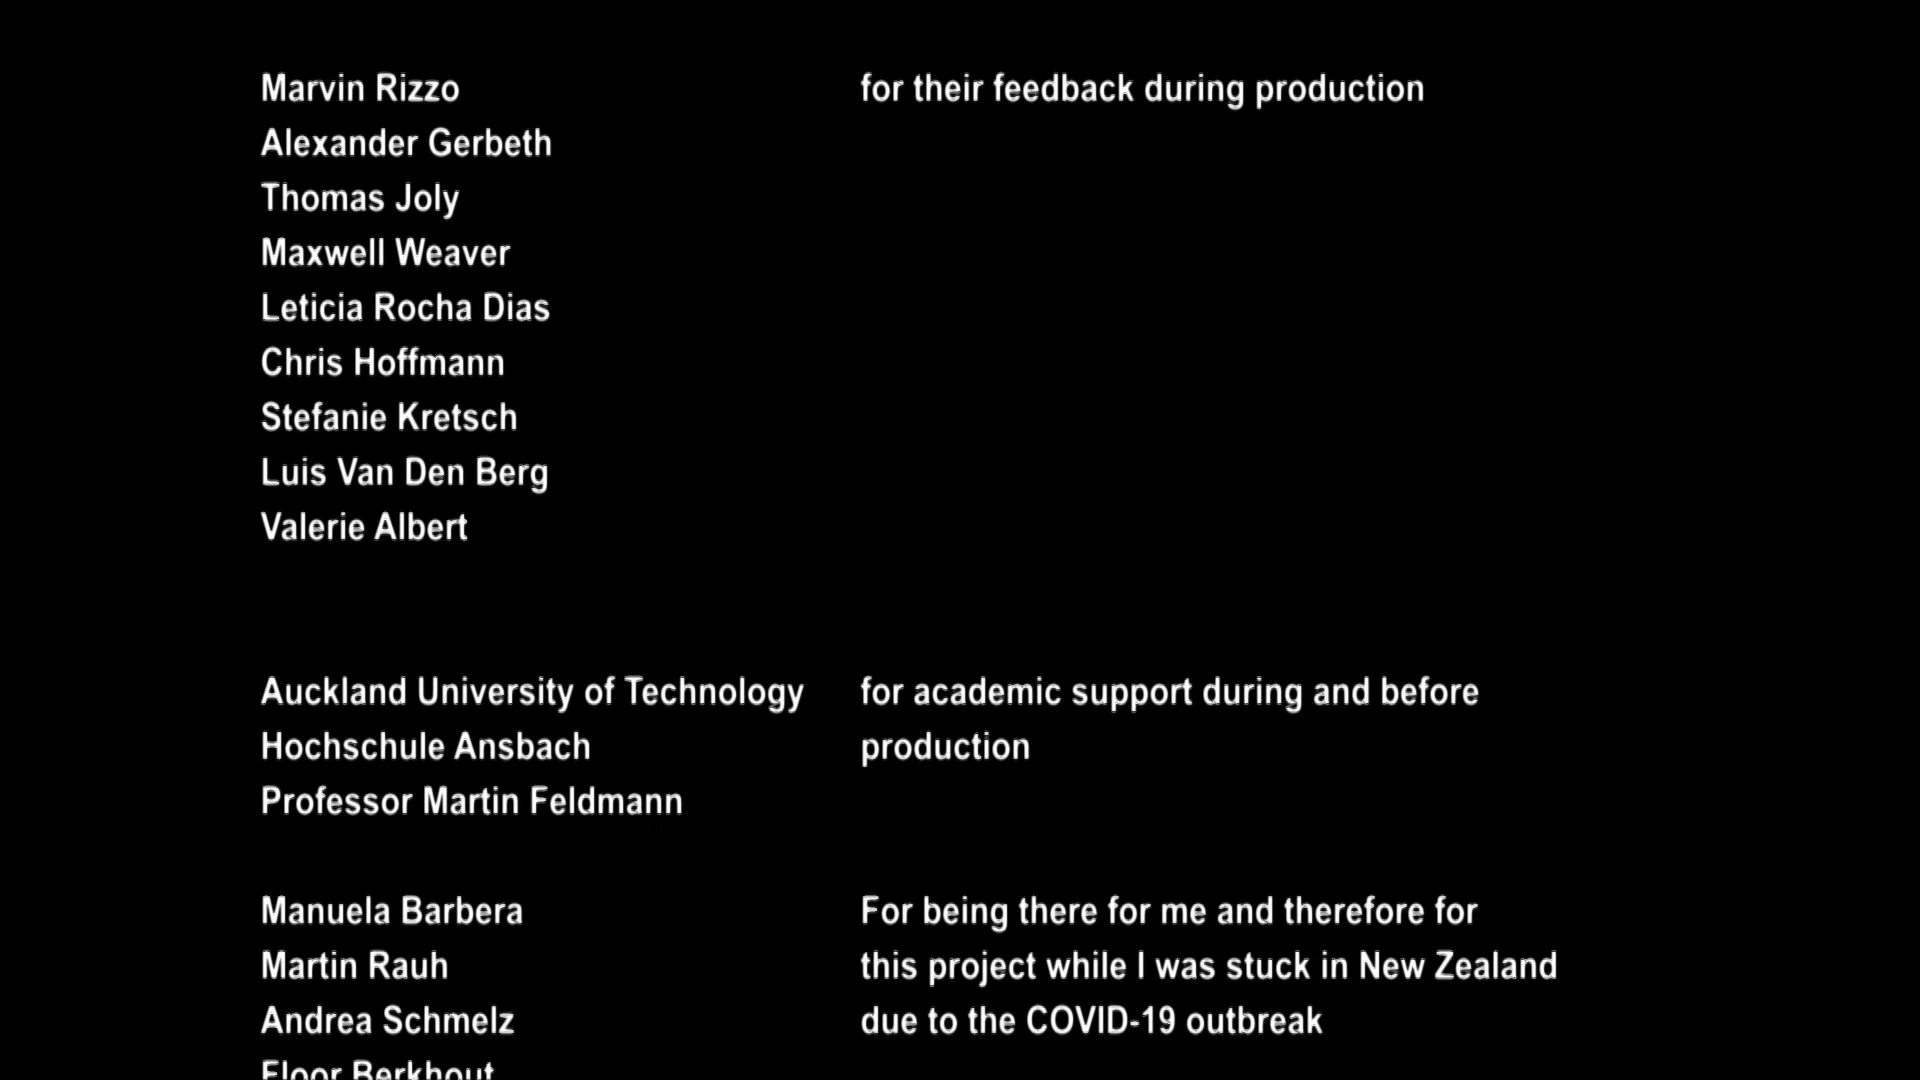 Marvin Rizzo for their feedback during production
Alexander Gerbeth
Thomas Joly
Maxwell Weaver
Leticia Rocha Dias
Chris Hoffmann
Stefanie Kretsch
Luis Van Den Berg
Valerie Albert
Auckland University of Technology for academic support during and before
Hochschule Ansbach production
Professor Martin Feldmann
Manuela Barbera For being there for me and therefore for
Martin Rauh this project while I was stuck in New Zealand
Andrea Schmelz due to the COVID-19 outbreak
Floor Berkhout